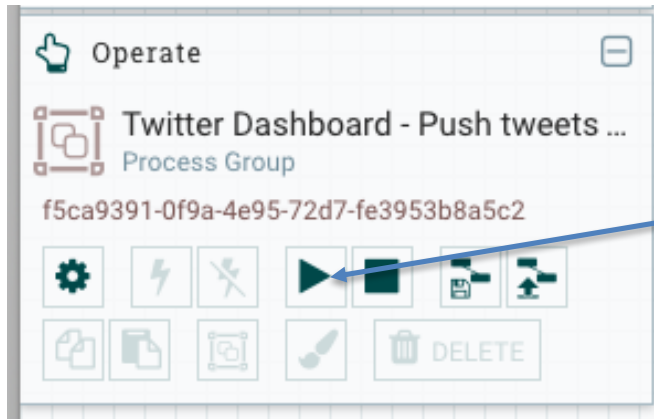 Operate
Twitter Dashboard - Push tweets ...
Process Group
f5ca9391-0f9a-4e95-72d7-fe3953b8a5c2
DELETE